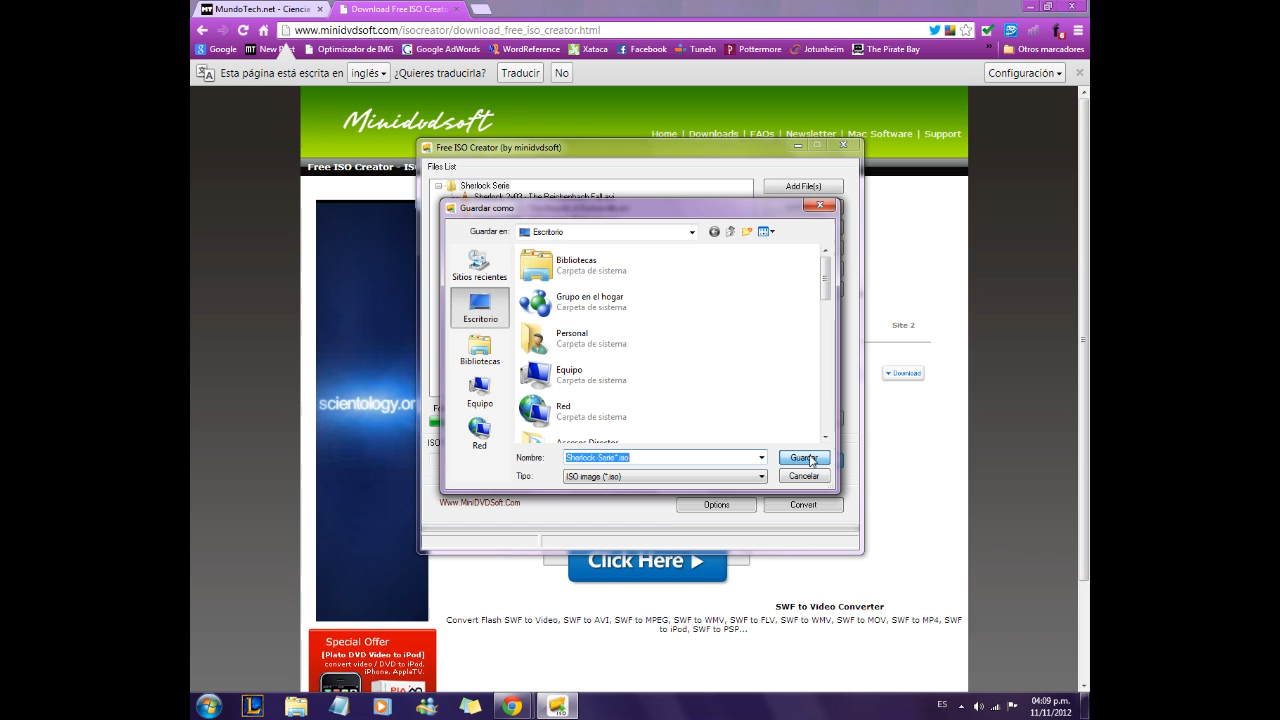 MundoTech.net - Ciencia
Download Free ISO Creato
www.minidvdsoft.com/isocreator/download_free_iso_creator.html
Google
New Post
Optimizador de IMG
Google AdWords
WordReference
Xataca
Facebook
TuneIn
Pottermore
Jotunheim
The Pirate Bay
»
Otros marcadores
Esta página está escrita en inglés ¿Quieres traducirla? Traducir No
Configuración
Minidvdsoft
Home | Downloads | FAQs | Newsletter | Mac Software | Support
Free ISO Creator - IS
Free ISO Creator (by minidvdsoft)
Files List
Sherlock Serie
Sherlock 2x03 - The Reichenbach Fall.avi
Add File(s)
Guardar como
Guardar en: Escritorio
Sitios recientes
Escritorio
Bibliotecas
Equipo
Red
Bibliotecas
Carpeta de sistema
Grupo en el hogar
Carpeta de sistema
Personal
Carpeta de sistema
Equipo
Carpeta de sistema
Red
Carpeta de sistema
Accesos Director
Nombre: Sherlock-Serie*.iso
Guardar
Tipo: ISO image (*.iso)
Cancelar
Fo
ISO
Www.MiniDVDSoft.Com
Options
Convert
Site 2
Download
scientology.or
Click Here
SWF to Video Converter
Convert Flash SWF to Video, SWF to AVI, SWF to MPEG, SWF to WMV, SWF to FLV, SWF to WMV, SWF to MOV, SWF to MP4, SWF
to iPod, SWF to PSP...
Special Offer
[Plato DVD Video to iPod]
convert video / DVD to iPod.
iPhone. AppleTV.
ISO
ES
04:09 p.m.
11/11/2012